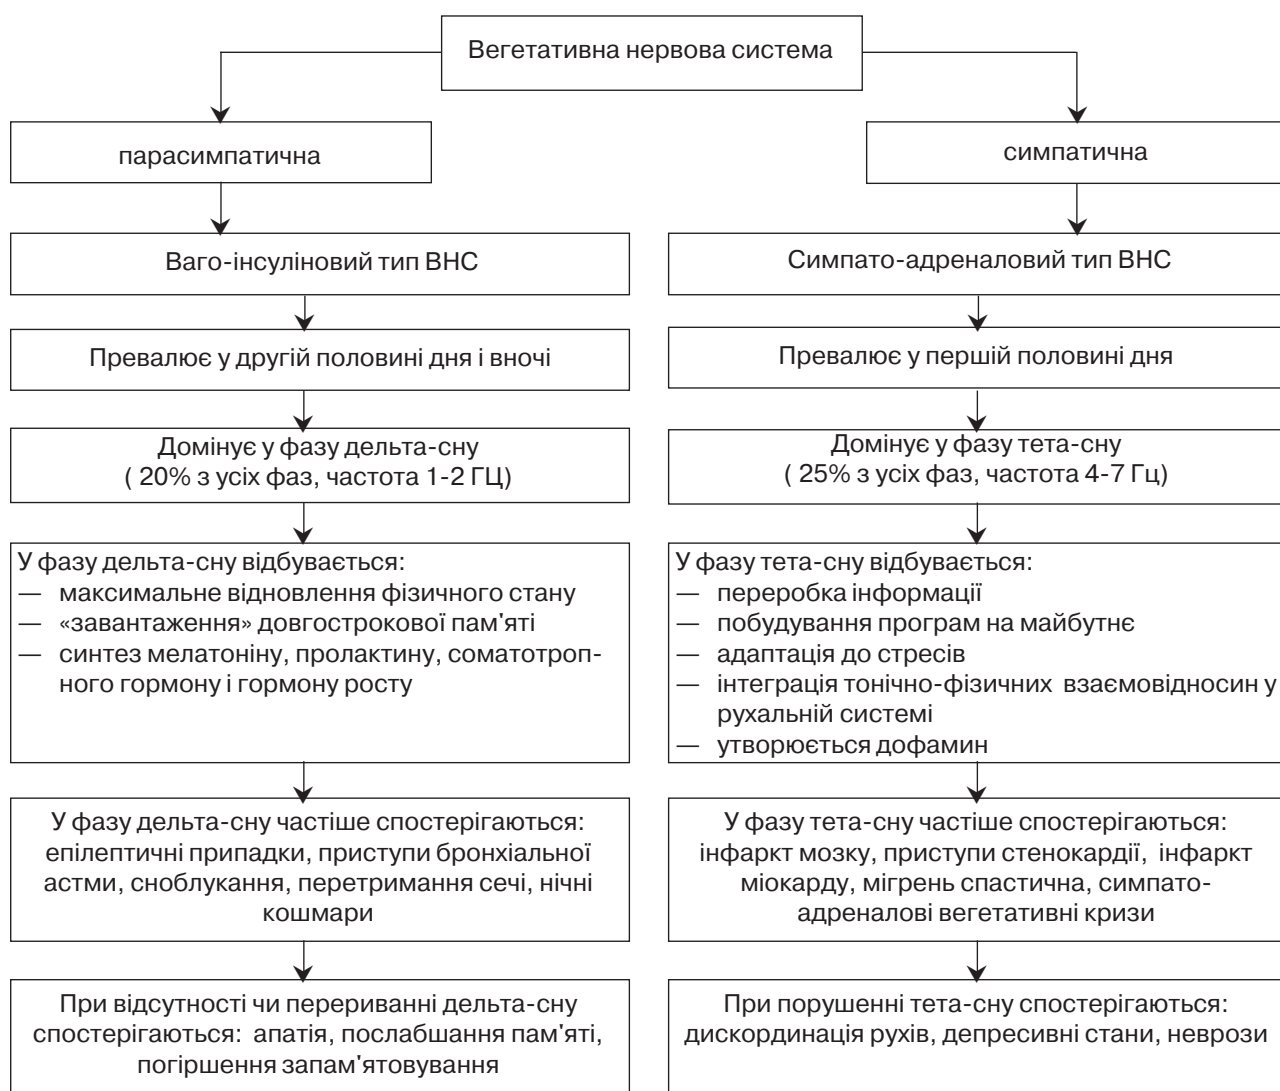 Вегетативна нервова система
парасимпатична
симпатична
Ваго-інсуліновий тип ВНС
Симпато-адреналовий тип ВНС
Превалює у другій половині дня і вночі
Превалює у першій половині дня
Домінує у фазу дельта-сну
( 20% з усіх фаз, частота 1-2 ГЦ)
Домінує у фазу тета-сну
( 25% з усіх фаз, частота 4-7 Гц)
У фазу дельта-сну відбувається:
— максимальне відновлення фізичного стану
— «завантаження» довгострокової пам'яті
— синтез мелатоніну, пролактину, соматотроп-
ного гормону і гормону росту
У фазу тета-сну відбувається:
— переробка інформації
— побудування програм на майбутнє
— адаптація до стресів
— інтеграція тонічно-фізичних взаємовідносин у
рухальній системі
— утворюється дофамин
У фазу дельта-сну частіше спостерігаються:
епілептичні припадки, приступи бронхіальної
астми, сноблукання, перетримання сечі, нічні
кошмари
У фазу тета-сну частіше спостерігаються:
інфаркт мозку, приступи стенокардії, інфаркт
міокарду, мігрень спастична, симпато-
адреналові вегетативні кризи
При відсутності чи перериванні дельта-сну
спостерігаються: апатія, послабшання пам'яті,
погіршення запам'ятовування
При порушенні тета-сну спостерігаються:
дискординація рухів, депресивні стани, неврози